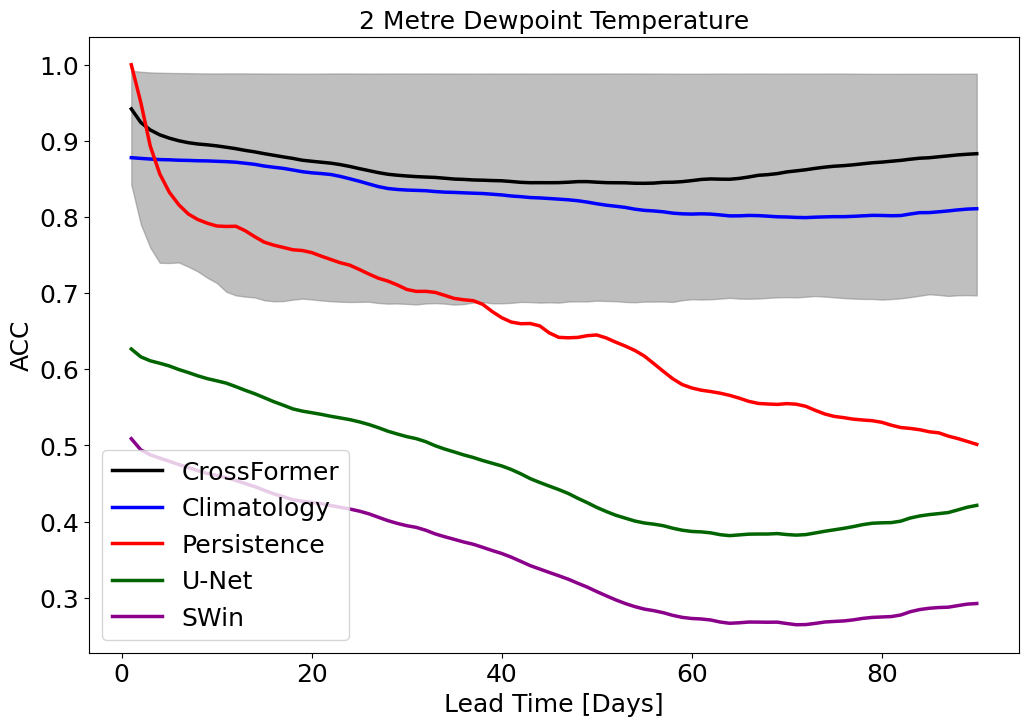 2 Metre Dewpoint Temperature
ACC
1.0
0.9
0.8
0.7
0.6
0.5
0.4
0.3
CrossFormer
Climatology
Persistence
U-Net
SWin
0 20 40 60 80
Lead Time [Days]